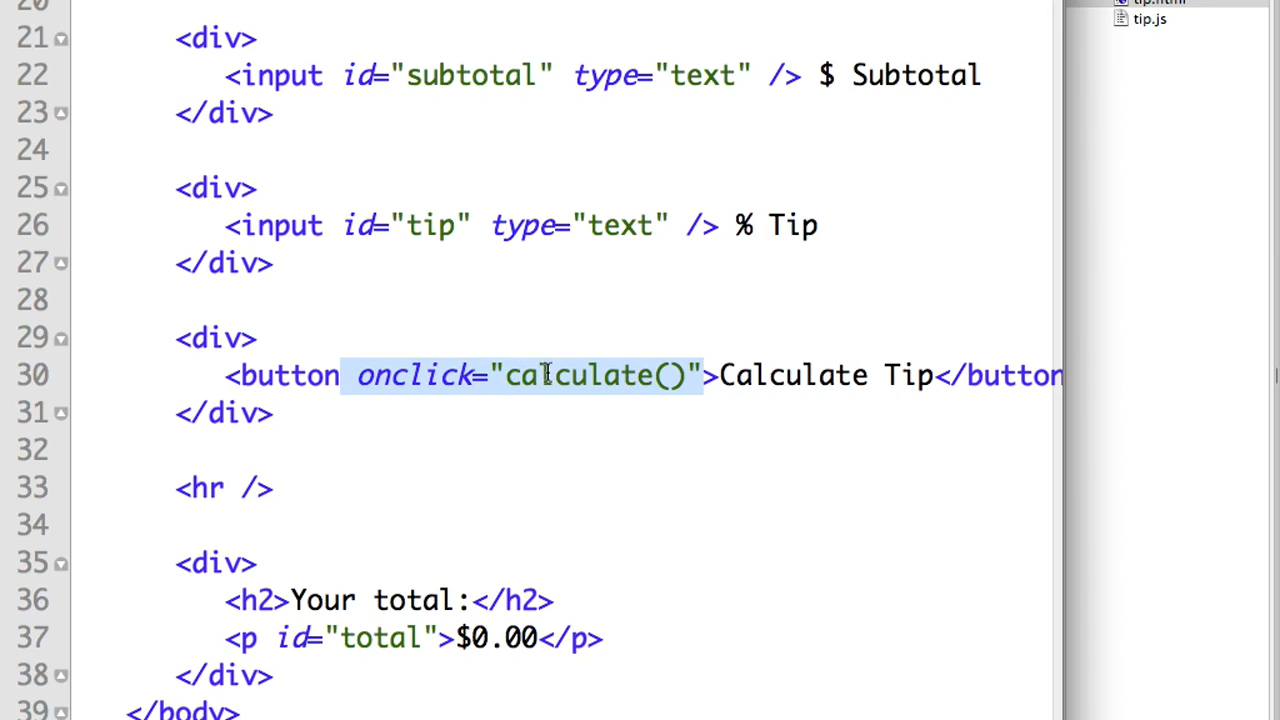 20
tip.html
21 <div>
tip.js
22 <input id="subtotal" type="text" /> $ Subtotal
23 </div>
24
25 <div>
26 <input id="tip" type="text" /> % Tip
27 </div>
28
29 <div>
30 <button onclick="calculate()">Calculate Tip</button
31 </div>
32
33 <hr />
34
35 <div>
36 <h2>Your total:</h2>
37 <p id="total">$0.00</p>
38 </div>
39 </body>